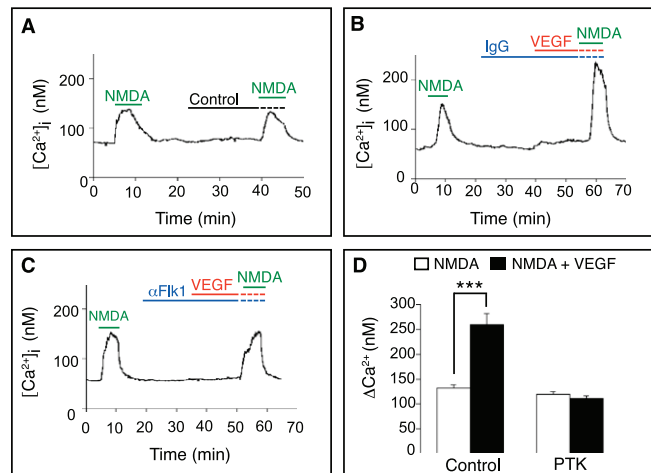 A
200
100
0
[Ca²⁺]i (nM)
NMDA
Control
NMDA
0 10 20 30 40 50
Time (min)
B
200
100
0
[Ca²⁺]i (nM)
NMDA
IgG
VEGF
NMDA
0 10 20 30 40 50 60 70
Time (min)
C
200
100
0
[Ca²⁺]i (nM)
NMDA
αFlk1
VEGF
NMDA
0 10 20 30 40 50 60 70
Time (min)
D
NMDA
NMDA + VEGF
***
300
250
200
150
100
50
0
ΔCa²⁺ (nM)
Control
PTK